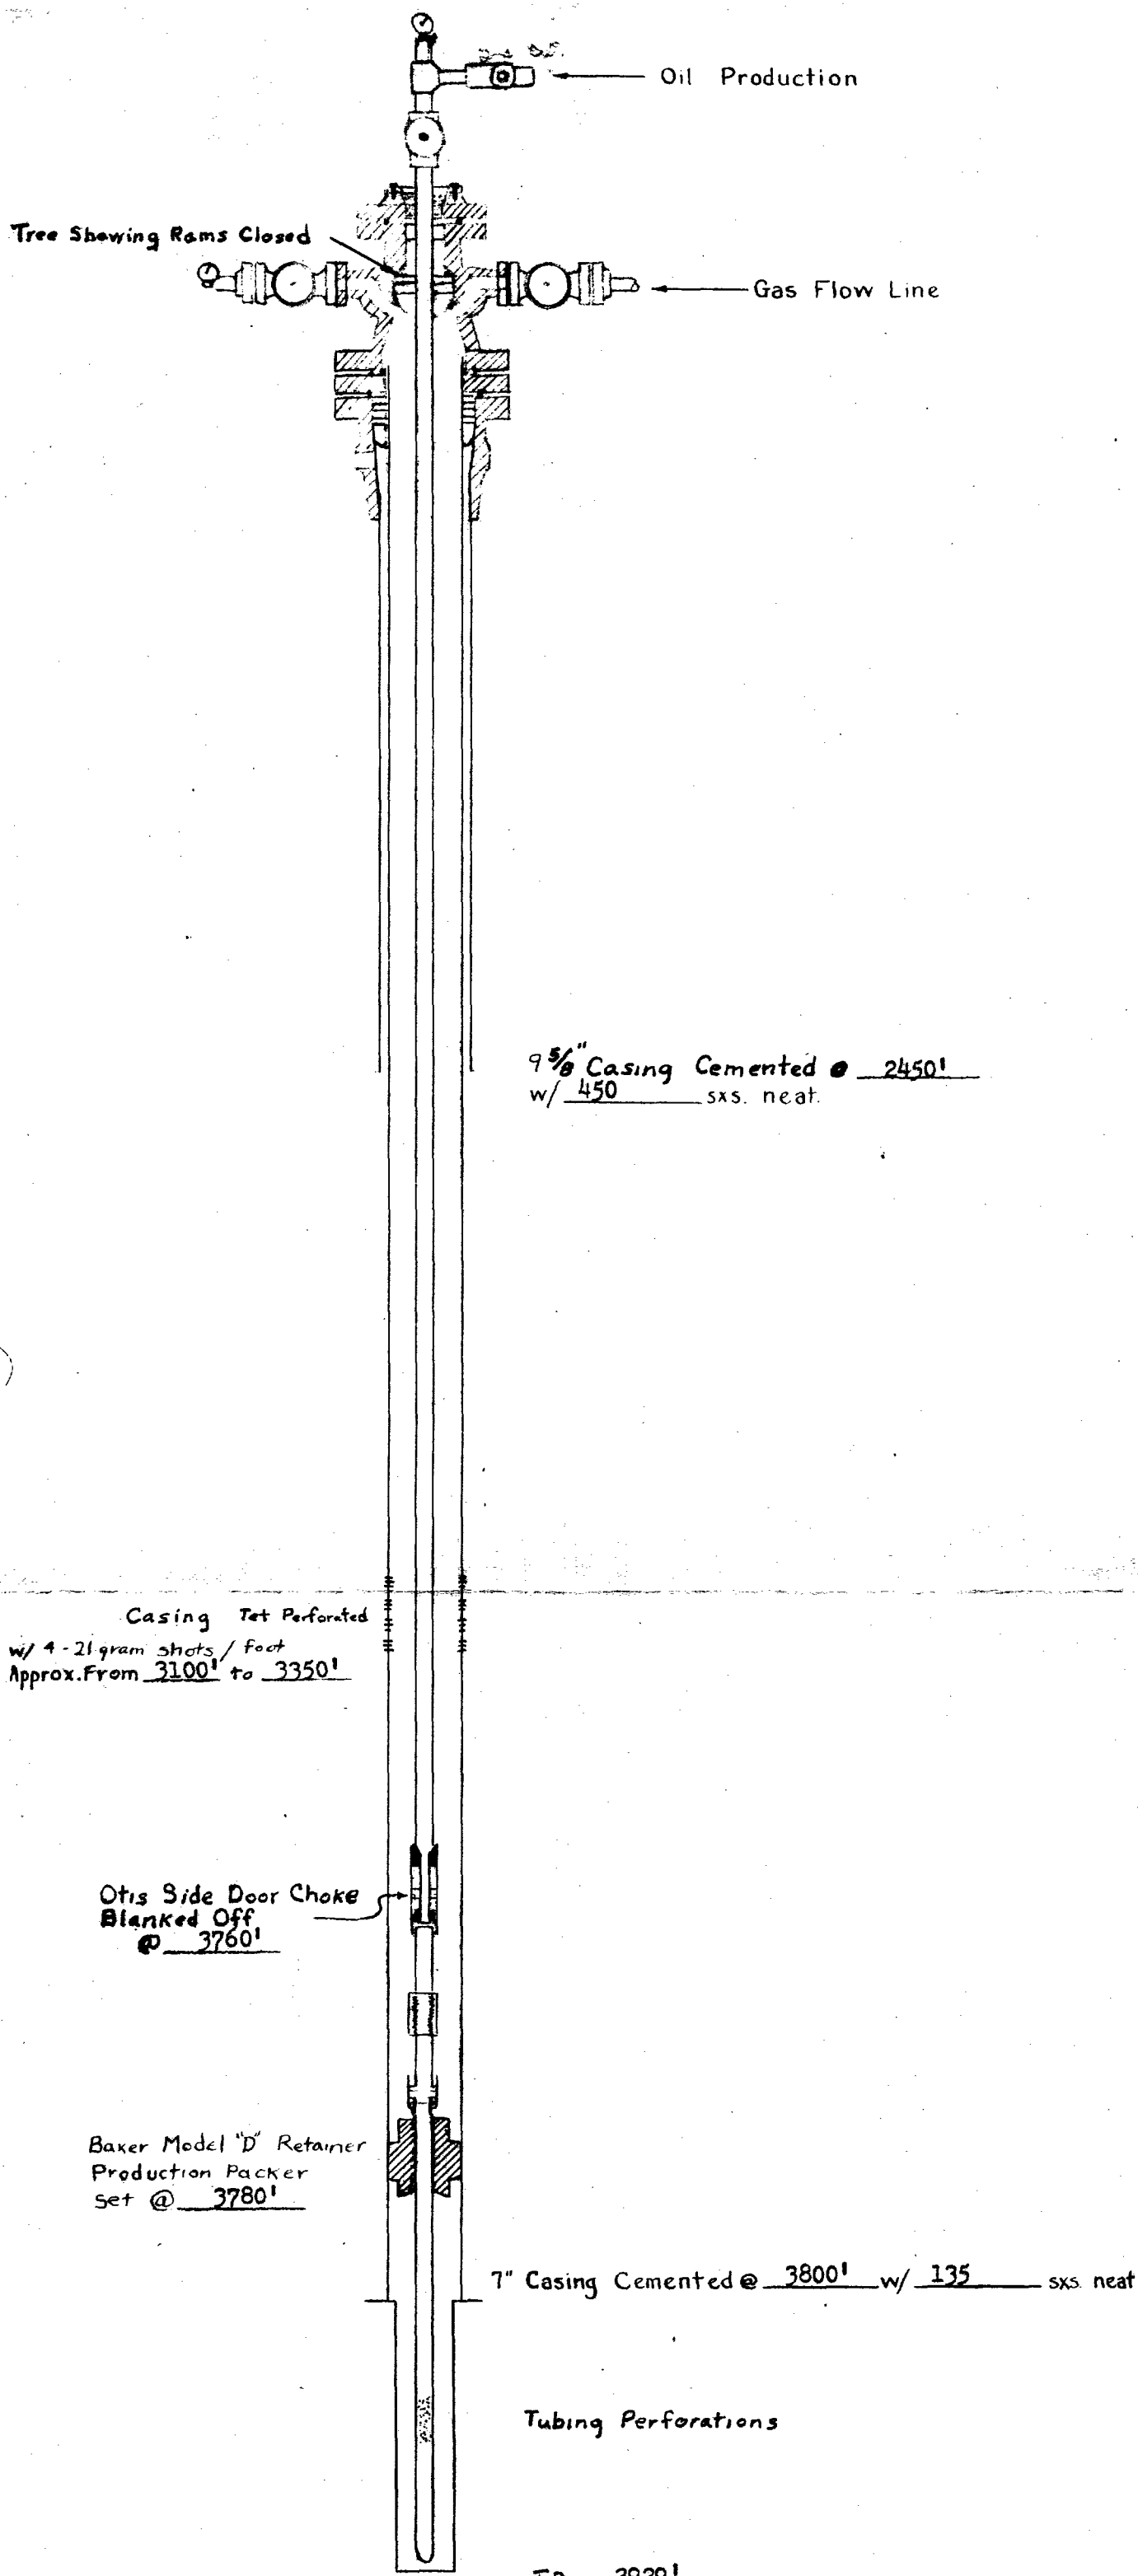 Oil Production
Tree Showing Rams Closed
Gas Flow Line
9 5/8" Casing Cemented @ 2450'
w/ 450 sxs. neat.
Casing Jet Perforated
w/ 4-21 gram shots / foot
Approx. From 3100' to 3350'
Otis Side Door Choke
Blanked Off
@ 3760'
Baker Model "D" Retainer
Production Packer
Set @ 3780'
7" Casing Cemented @ 3800' w/ 135 sxs. neat
Tubing Perforations